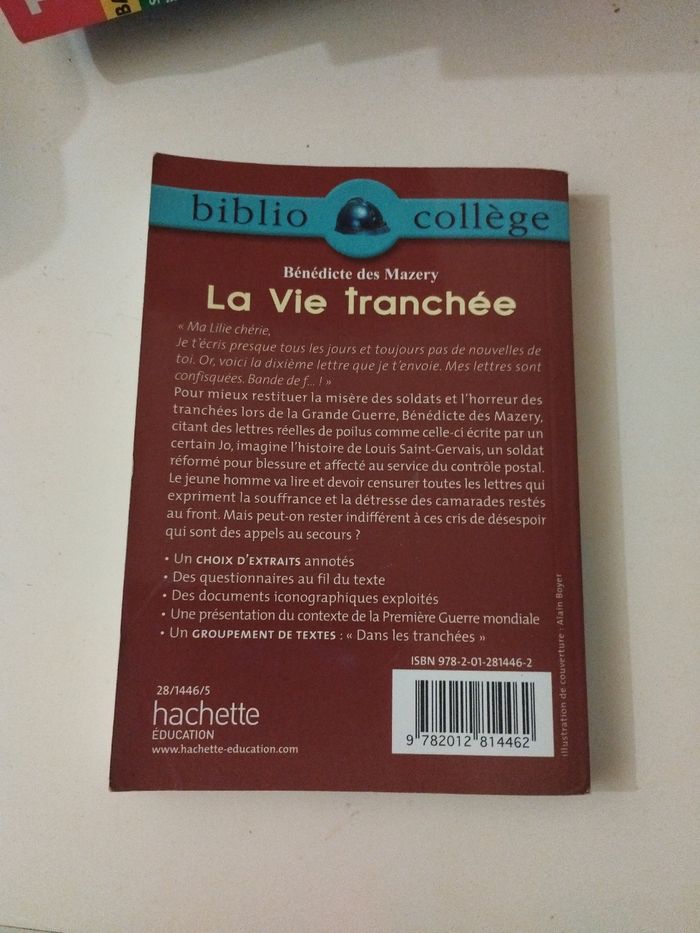 biblio collège
Bénédicte des Mazery
La Vie tranchée
« Ma Lilie chérie,
Je t'écris presque tous les jours et toujours pas de nouvelles de
toi. Or, voici la dixième lettre que je t'envoie. Mes lettres sont
confisquées. Bande de f... ! »
Pour mieux restituer la misère des soldats et l'horreur des
tranchées lors de la Grande Guerre, Bénédicte des Mazery,
citant des lettres réelles de poilus comme celle-ci écrite par un
certain Jo, imagine l'histoire de Louis Saint-Gervais, un soldat
réformé pour blessure et affecté au service du contrôle postal.
Le jeune homme va lire et devoir censurer toutes les lettres qui
expriment la souffrance et la détresse des camarades restés
au front. Mais peut-on rester indifférent à ces cris de désespoir
qui sont des appels au secours ?
• Un CHOIX D'EXTRAITS annotés
• Des questionnaires au fil du texte
• Des documents iconographiques exploités
• Une présentation du contexte de la Première Guerre mondiale
• Un GROUPEMENT DE TEXTES : « Dans les tranchées »
ISBN 978-2-01-281446-2
28/1446/5
hachette
ÉDUCATION
www.hachette-education.com
9 782012 814462
Illustration de couverture : Alain Boyer